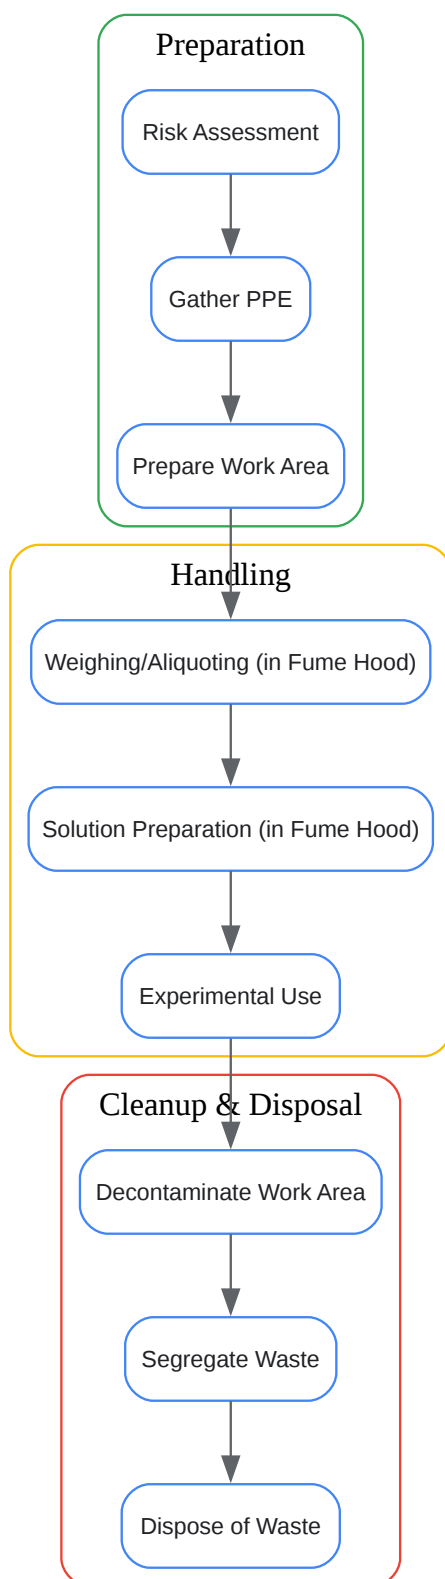 Preparation
Risk Assessment
Gather PPE
Prepare Work Area
Handling
Weighing/Aliquoting (in Fume Hood)
Solution Preparation (in Fume Hood)
Experimental Use
Cleanup & Disposal
Decontaminate Work Area
Segregate Waste
Dispose of Waste